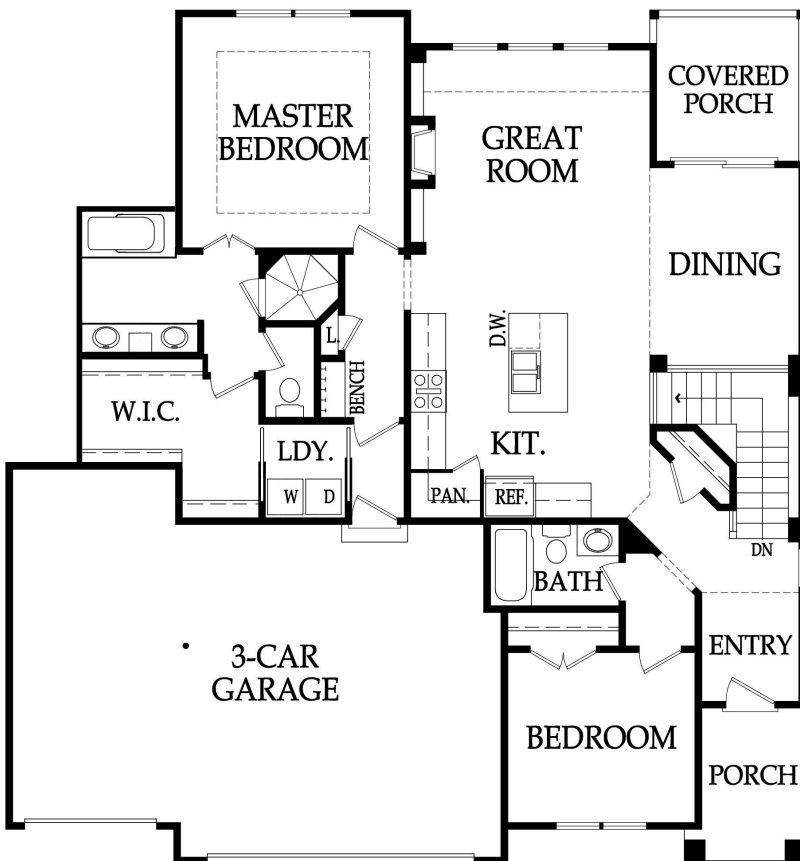 COVERED
PORCH
MASTER
BEDROOM
GREAT
ROOM
DINING
D.W.
L.
BENCH
W.I.C.
KIT.
LDY.
W
D
PAN.
REF.
DN
BATH
3-CAR
GARAGE
ENTRY
BEDROOM
PORCH